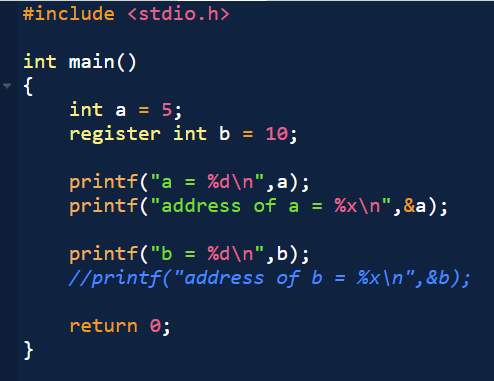 #include <stdio.h>
int main()
{
int a = 5;
register int b = 10;
printf("a = %d\n",a);
printf("address of a = %x\n",&a);
printf("b = %d\n",b);
//printf("address of b = %x\n",&b);
return 0;
}